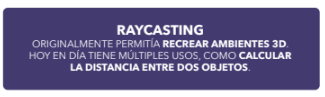 RAYCASTING
ORIGINALMENTE PERMITÍA RECREAR AMBIENTES 3D.
HOY EN DÍA TIENE MÚLTIPLES USOS, COMO CALCULAR
LA DISTANCIA ENTRE DOS OBJETOS.